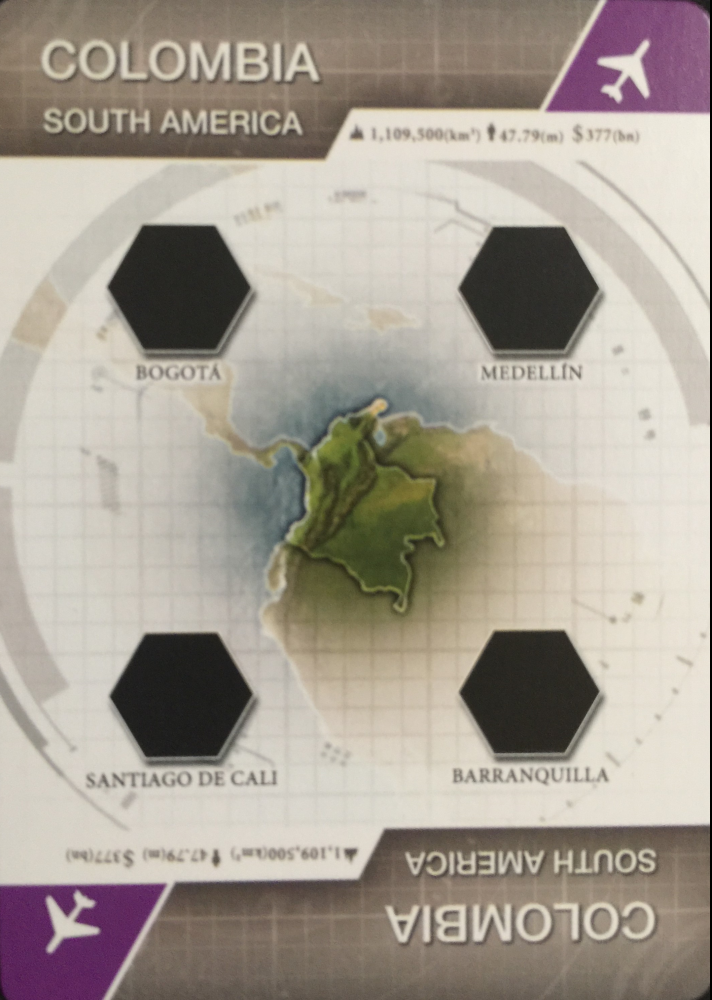 COLOMBIA
SOUTH AMERICA
1,109,500(km²) 47.79(m) $377(bn)
BOGOTÁ
MEDELLÍN
SANTIAGO DE CALI
BARRANQUILLA
1,109,500(km²) 47.79(m) $377(bn)
SOUTH AMERICA
COLOMBIA